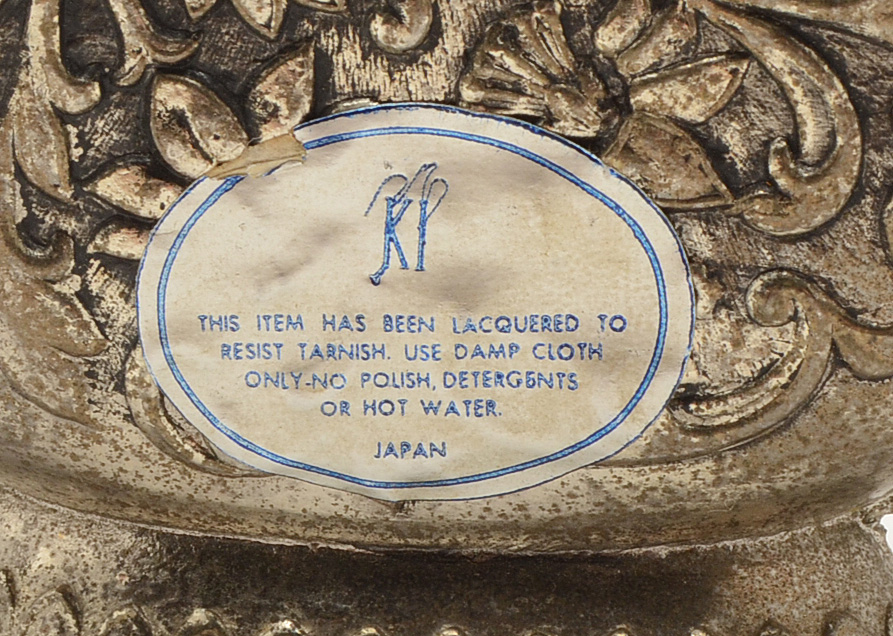 KP
THIS ITEM HAS BEEN LACQUERED TO
RESIST TARNISH. USE DAMP CLOTH
ONLY-NO POLISH, DETERGENTS
OR HOT WATER.
JAPAN